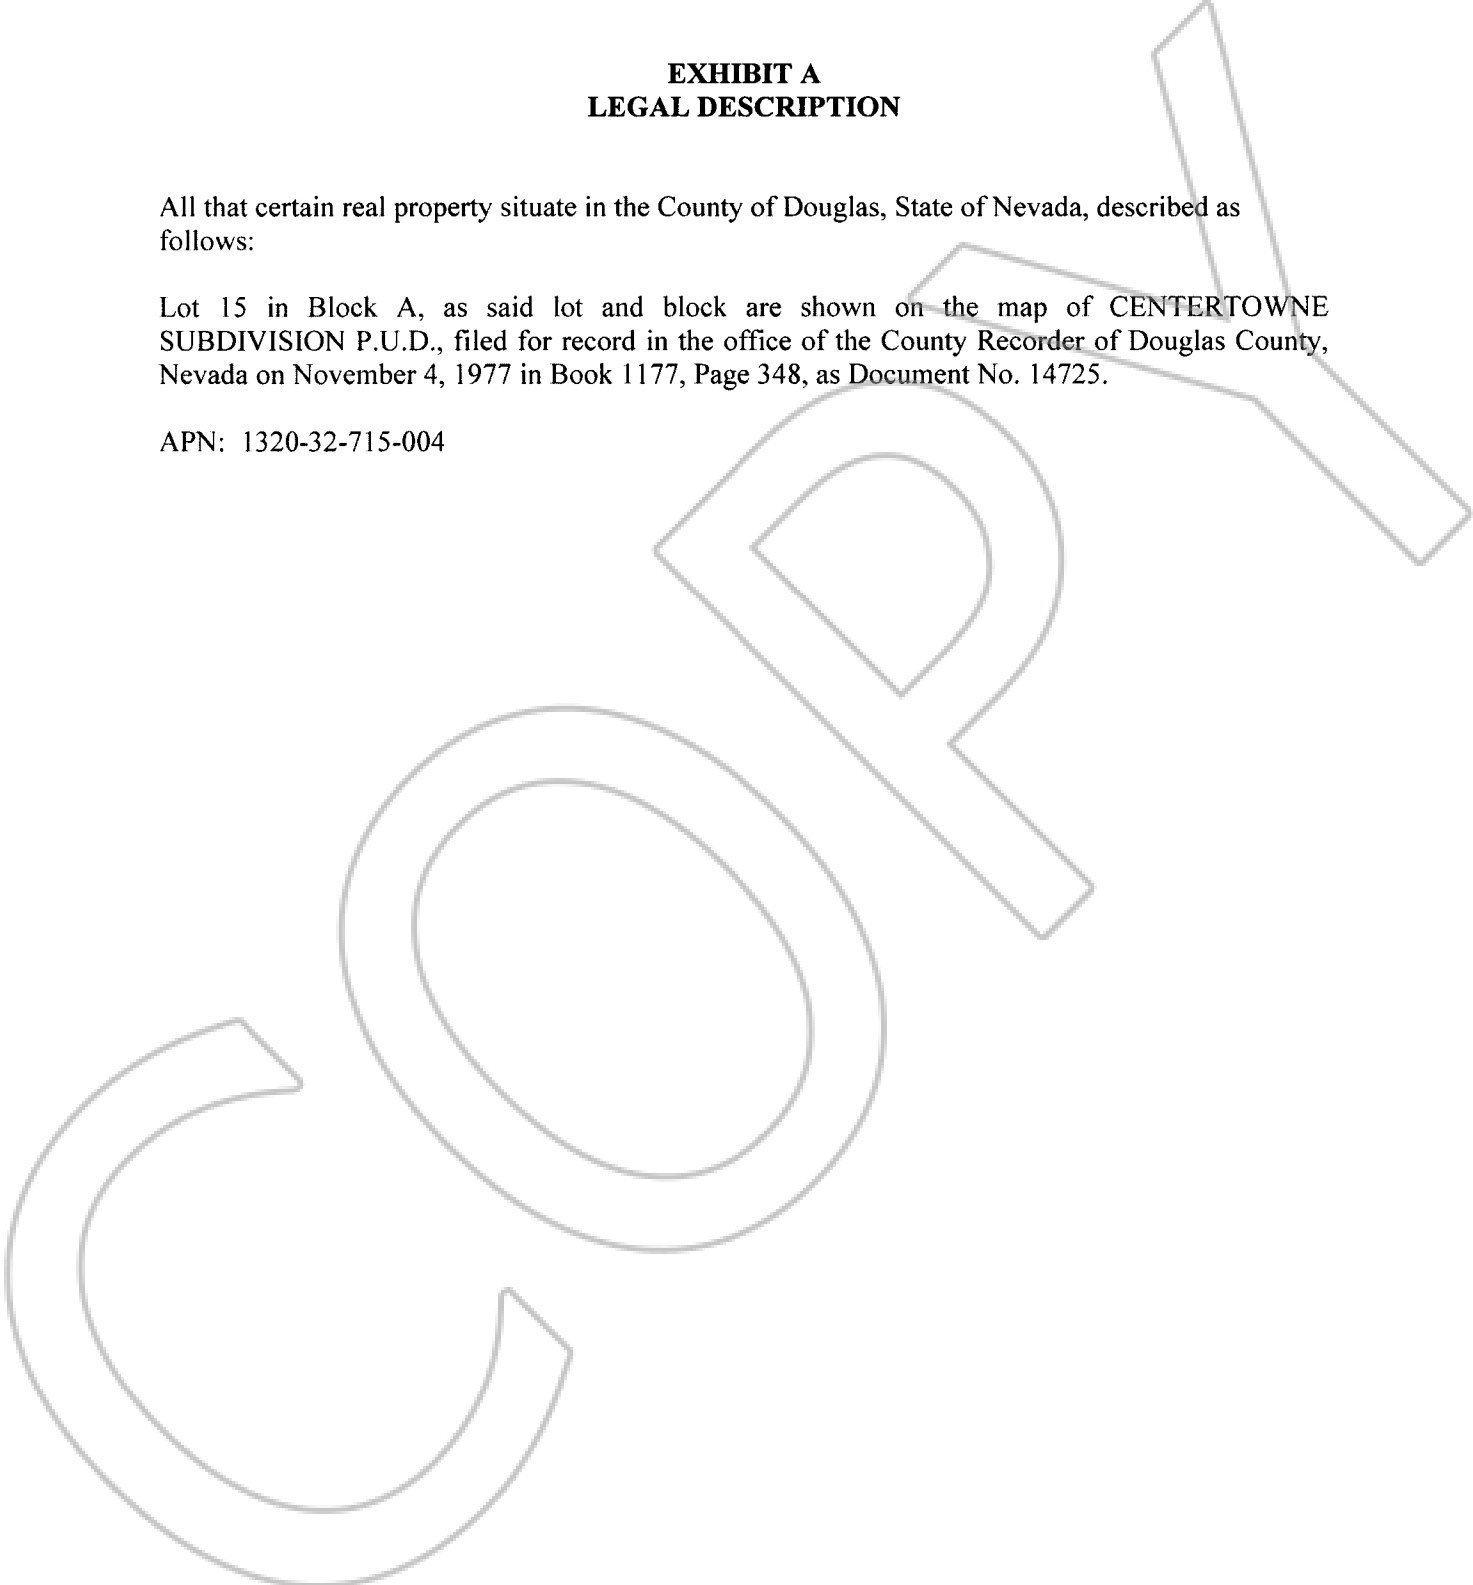 EXHIBIT A
LEGAL DESCRIPTION
All that certain real property situate in the County of Douglas, State of Nevada, described as
follows:
Lot 15 in Block A, as said lot and block are shown on the map of CENTERTOWNE
SUBDIVISION P.U.D., filed for record in the office of the County Recorder of Douglas County,
Nevada on November 4, 1977 in Book 1177, Page 348, as Document No. 14725.
APN: 1320-32-715-004
COPY